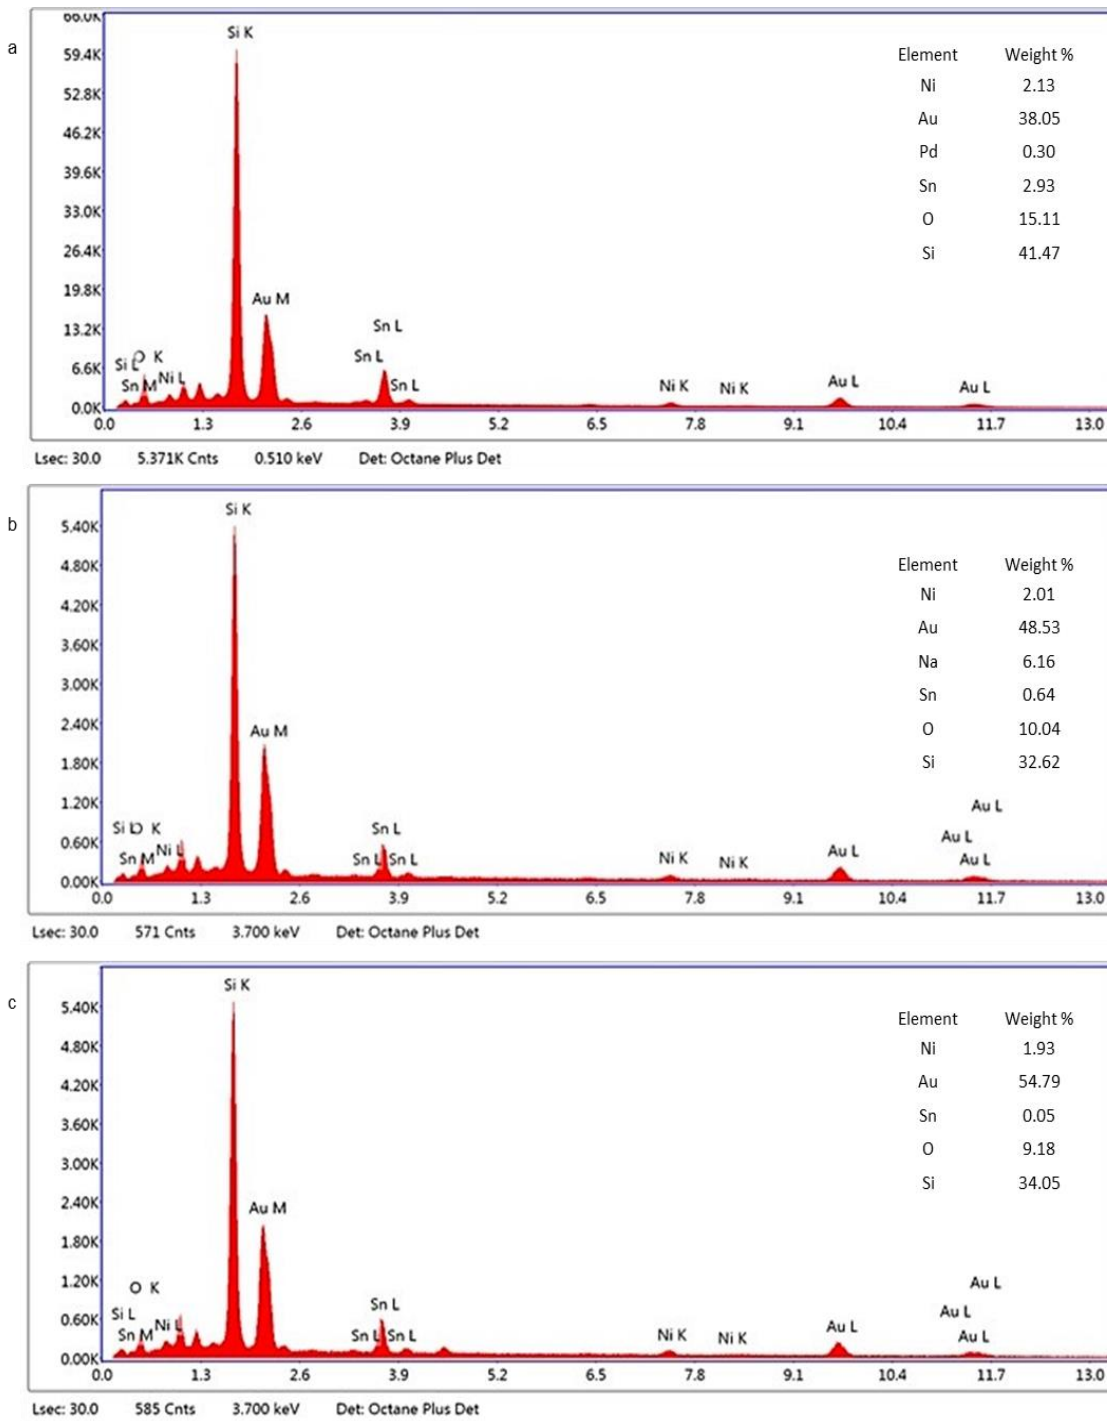 a
66.0K
Si K
59.4K
52.8K
46.2K
39.6K
33.0K
26.4K
19.8K
13.2K
6.6K
0.0K
Au M
Sn L
Sn L
Sn L
Si L O K
Sn M Ni L
Ni K Ni K
Au L Au L
Element Weight %
Ni 2.13
Au 38.05
Pd 0.30
Sn 2.93
O 15.11
Si 41.47
0.0 1.3 2.6 3.9 5.2 6.5 7.8 9.1 10.4 11.7 13.0
Lsec: 30.0 5.371K Cnts 0.510 keV Det: Octane Plus Det
b
Si K
5.40K
4.80K
4.20K
3.60K
3.00K
2.40K
1.80K
1.20K
0.60K
0.00K
Au M
Sn L
Sn L Sn L
Si L O K
Sn M Ni L
Ni K Ni K
Au L
Au L
Au L
Au L
Element Weight %
Ni 2.01
Au 48.53
Na 6.16
Sn 0.64
O 10.04
Si 32.62
0.0 1.3 2.6 3.9 5.2 6.5 7.8 9.1 10.4 11.7 13.0
Lsec: 30.0 571 Cnts 3.700 keV Det: Octane Plus Det
c
Si K
5.40K
4.80K
4.20K
3.60K
3.00K
2.40K
1.80K
1.20K
0.60K
0.00K
Au M
O K
Si L
Sn M Ni L
Sn L
Sn L Sn L
Ni K Ni K
Au L
Au L
Au L
Au L
Element Weight %
Ni 1.93
Au 54.79
Sn 0.05
O 9.18
Si 34.05
0.0 1.3 2.6 3.9 5.2 6.5 7.8 9.1 10.4 11.7 13.0
Lsec: 30.0 585 Cnts 3.700 keV Det: Octane Plus Det